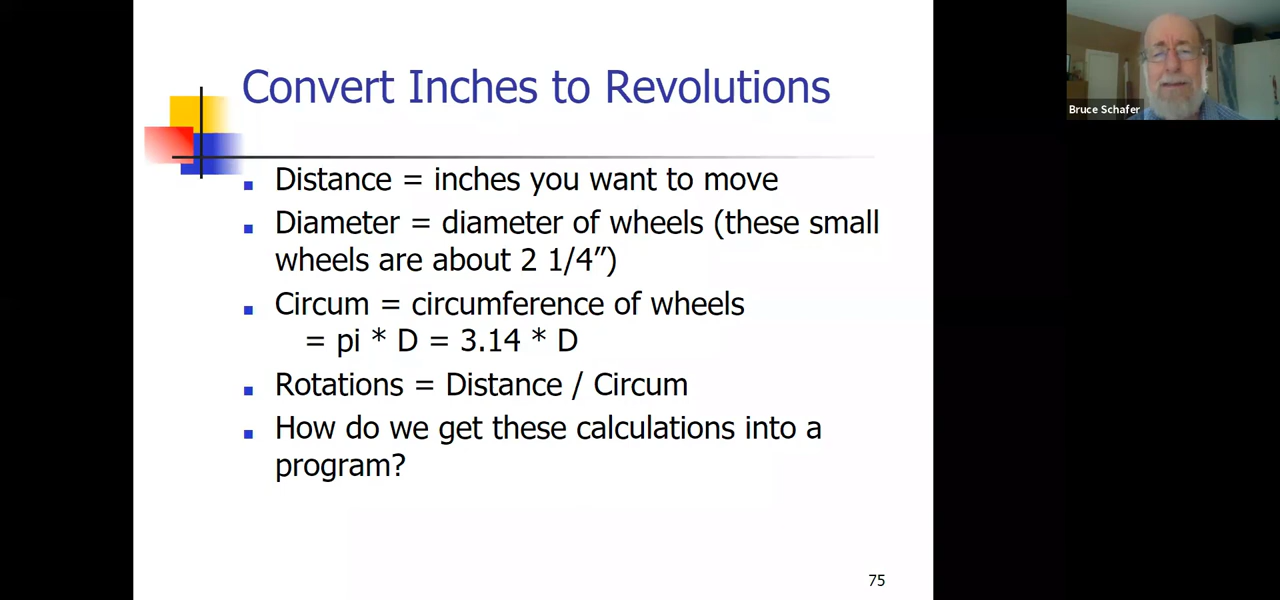 Convert Inches to Revolutions
Bruce Schafer
■ Distance = inches you want to move
■ Diameter = diameter of wheels (these small
wheels are about 2 1/4”)
■ Circum = circumference of wheels
= pi * D = 3.14 * D
■ Rotations = Distance / Circum
■ How do we get these calculations into a
program?
75